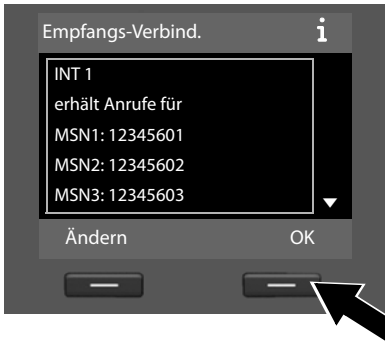 Empfangs-Verbind. i
INT 1
erhält Anrufe für
MSN1: 12345601
MSN2: 12345602
MSN3: 12345603
Ändern OK